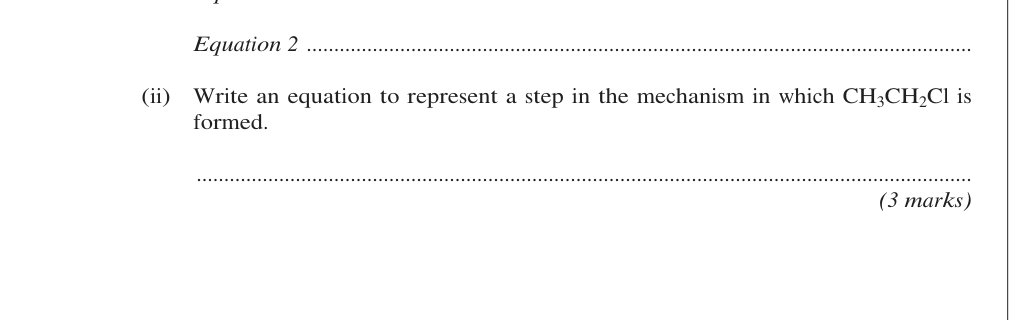 Equation 2 ..........................................................................................................................
(ii) Write an equation to represent a step in the mechanism in which CH₃CH₂Cl is
formed.
..............................................................................................................................................
(3 marks)